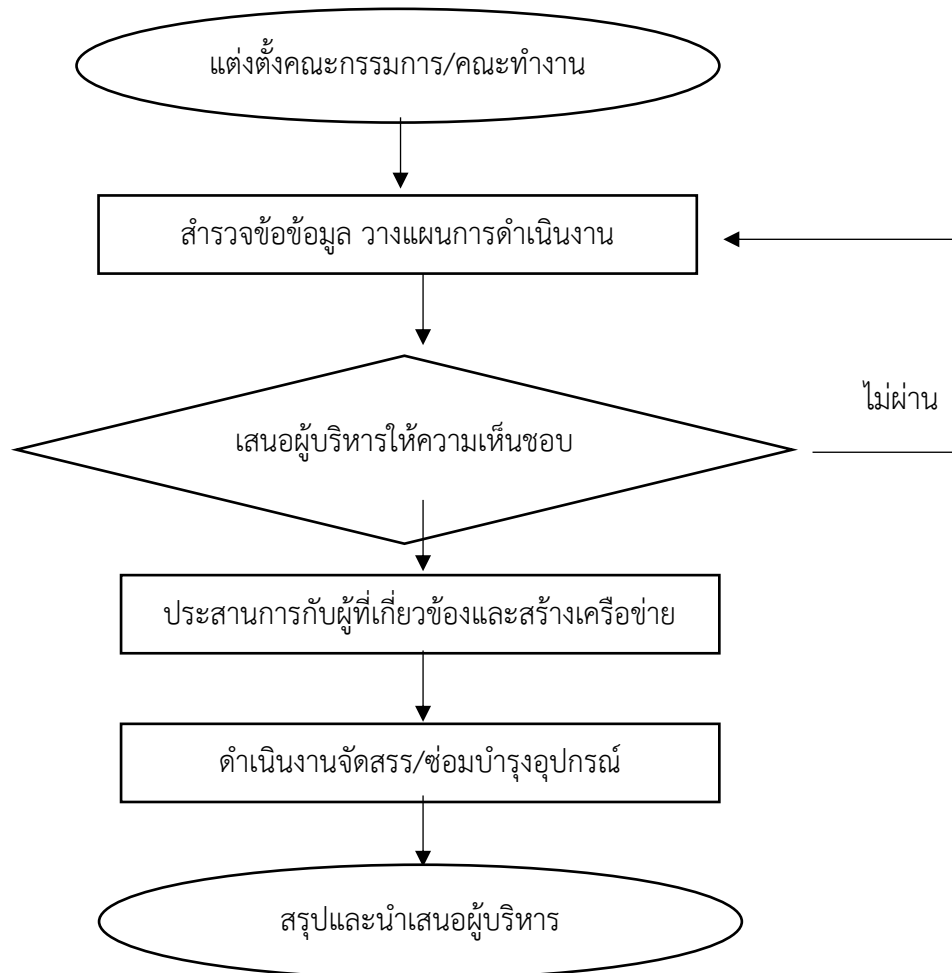 แต่งตั้งคณะกรรมการ/คณะทำงาน
สำรวจข้อข้อมูล วางแผนการดำเนินงาน
ไม่ผ่าน
เสนอผู้บริหารให้ความเห็นชอบ
ประสานการกับผู้ที่เกี่ยวข้องและสร้างเครือข่าย
ดำเนินงานจัดสรร/ซ่อมบำรุงอุปกรณ์
สรุปและนำเสนอผู้บริหาร